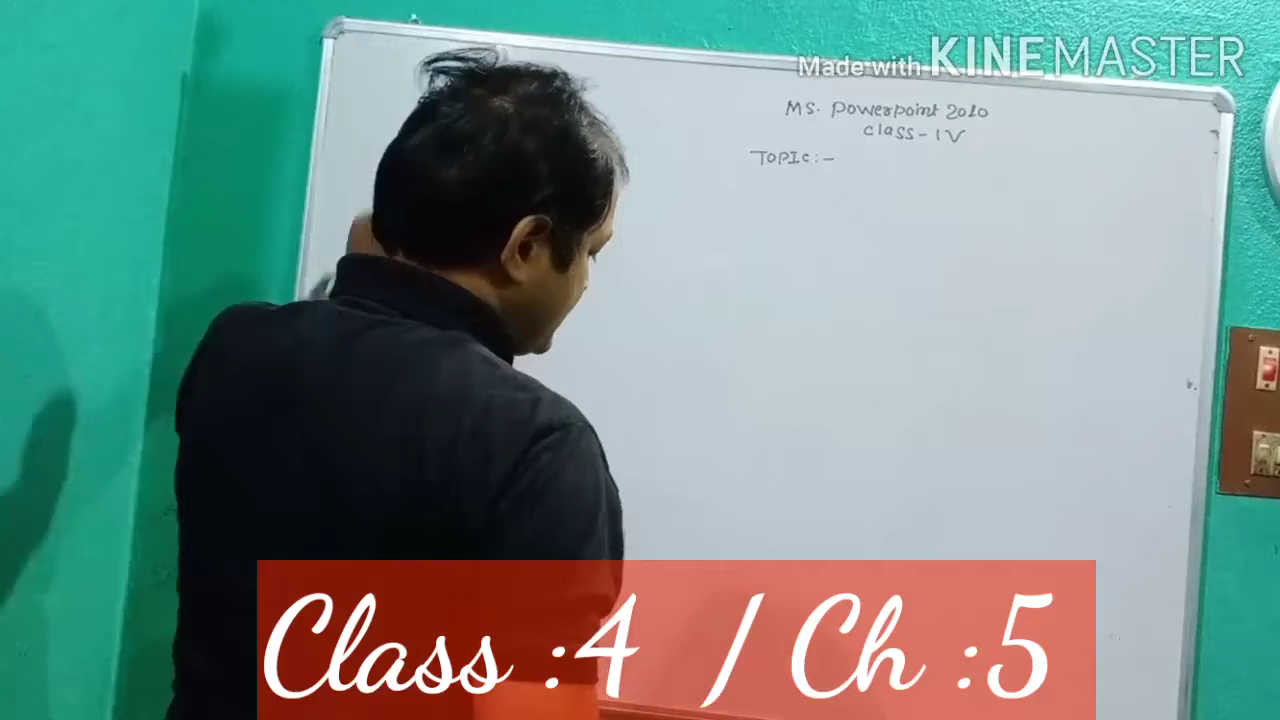 Made with KINEMASTER
MS. Powerpoint 2010
class - IV
TOPIC :-
Class :4 / Ch :5